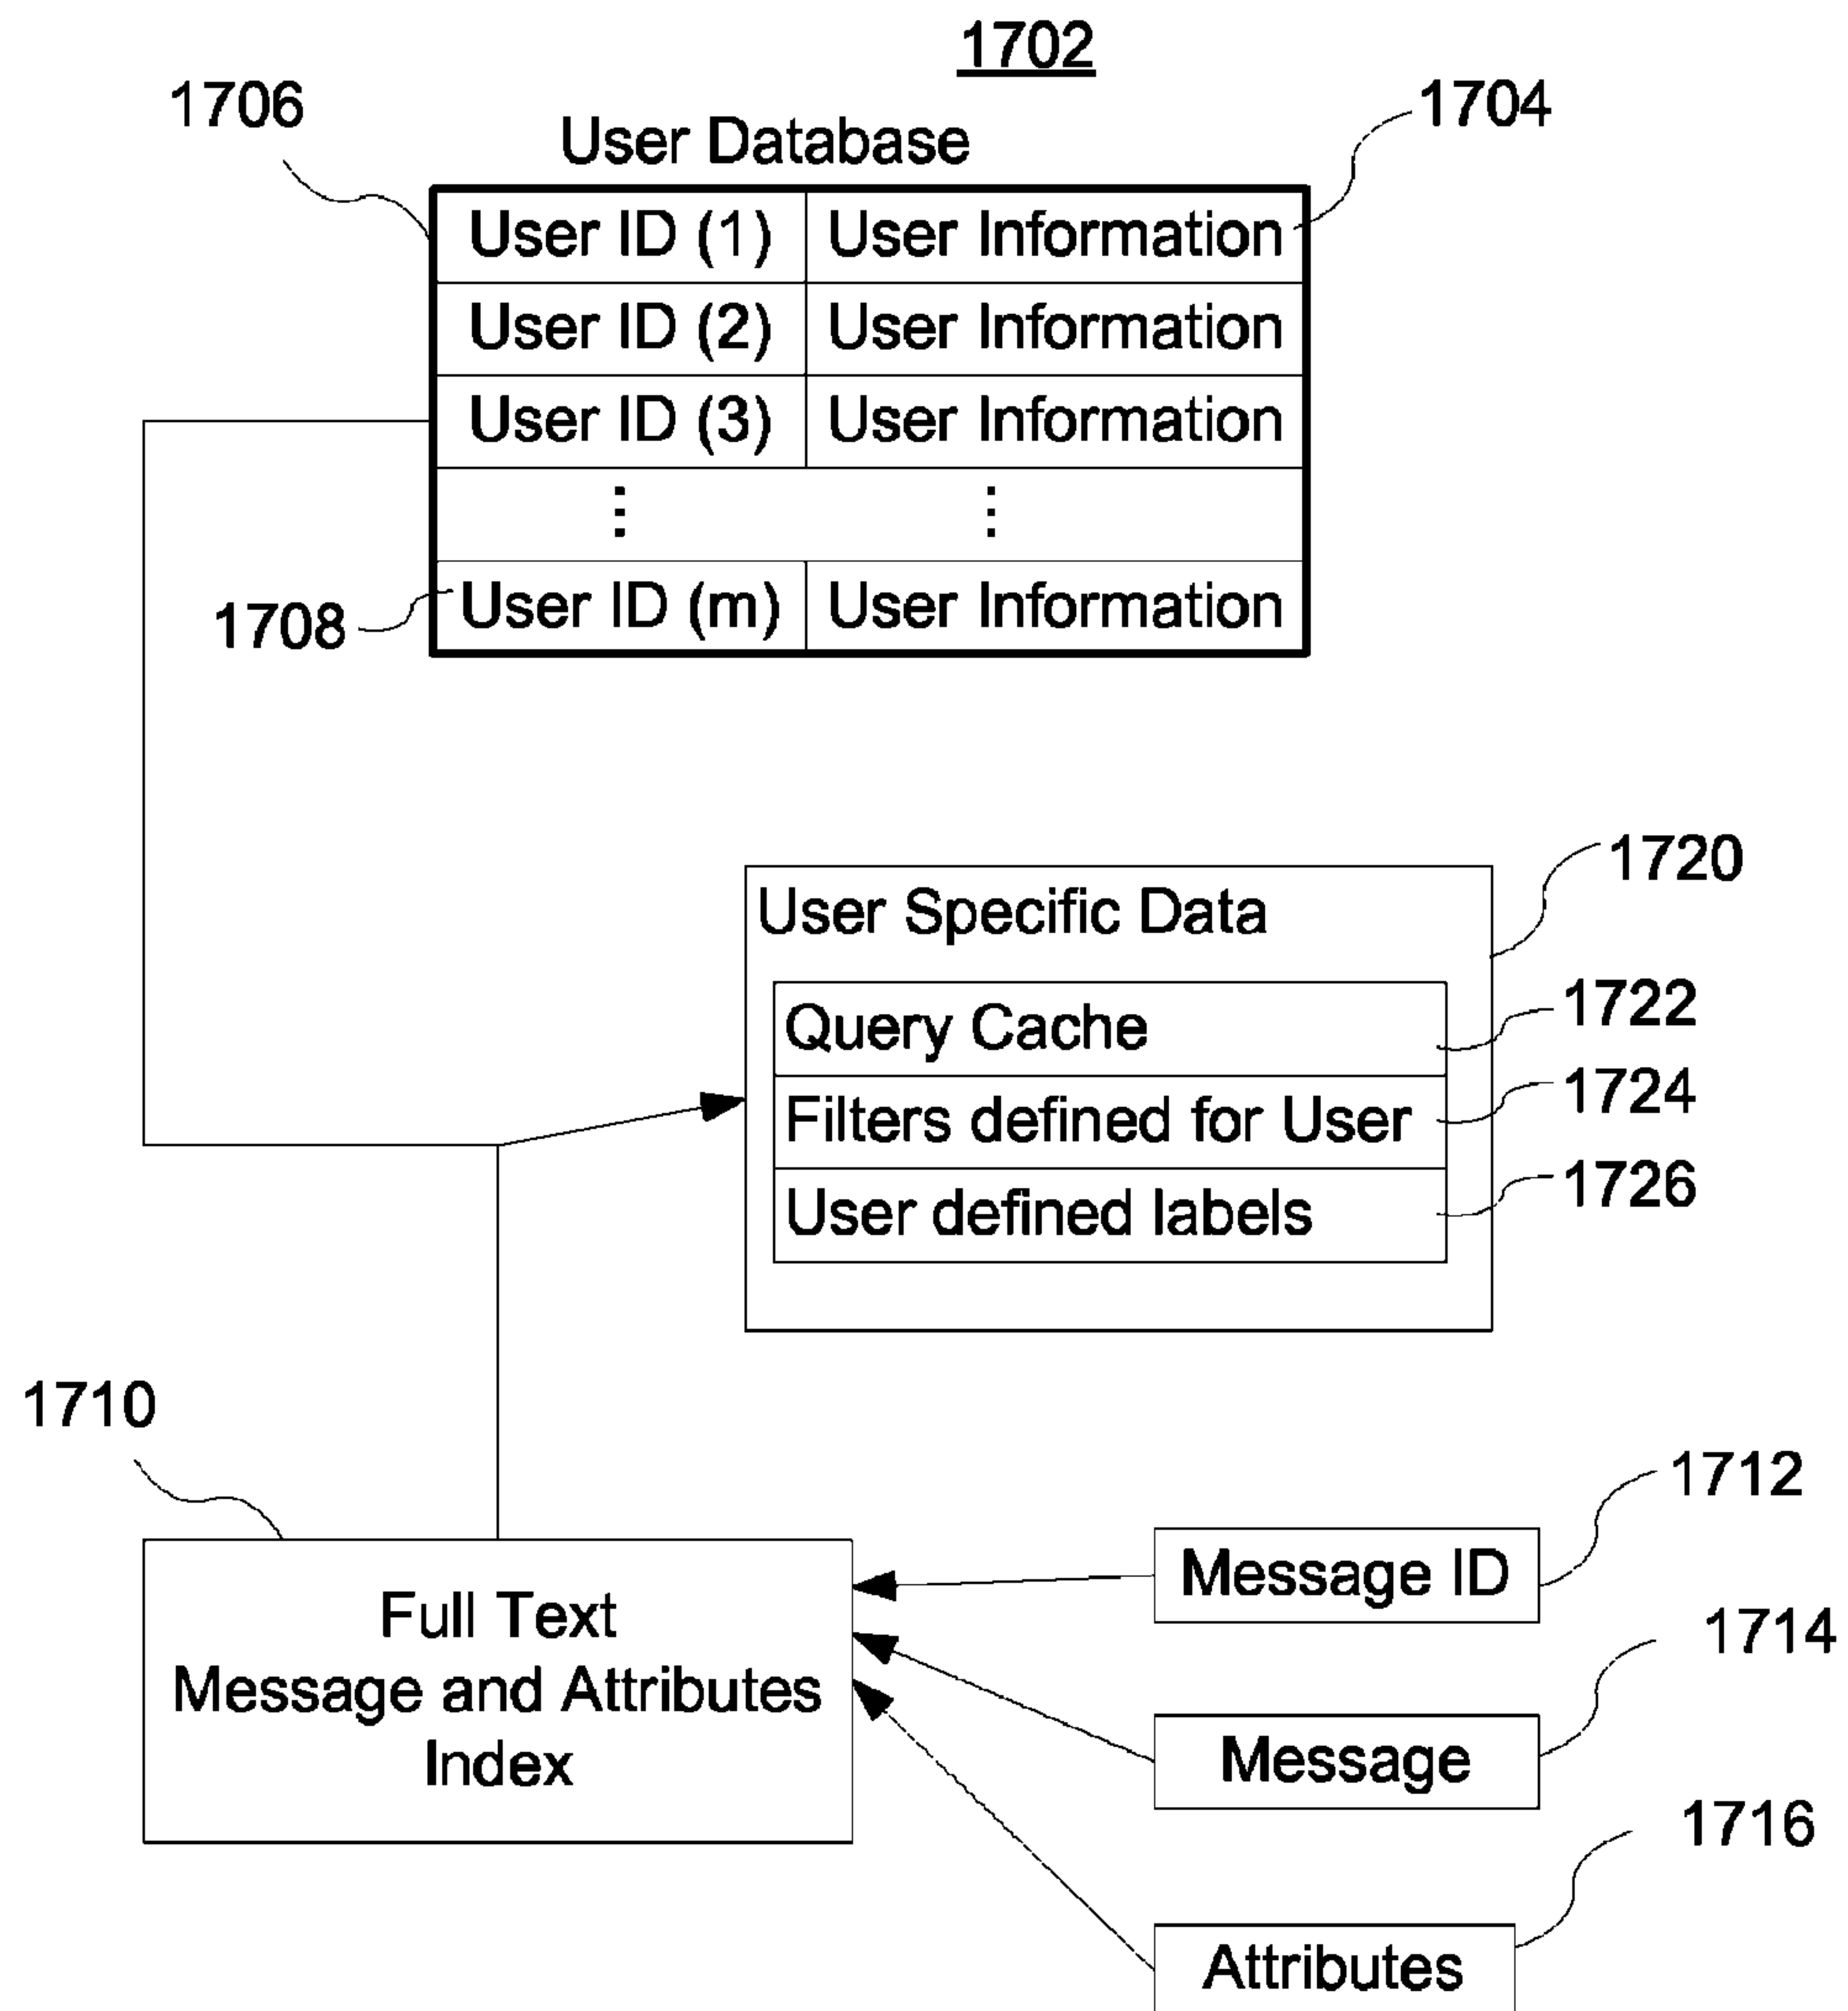 1702
1706
1704
User Database
User ID (1) User Information
User ID (2) User Information
User ID (3) User Information
⋮ ⋮
User ID (m) User Information
1708
1720
User Specific Data
Query Cache
1722
Filters defined for User
1724
User defined labels
1726
1710
1712
Message ID
Full Text
Message and Attributes
Index
1714
Message
1716
Attributes